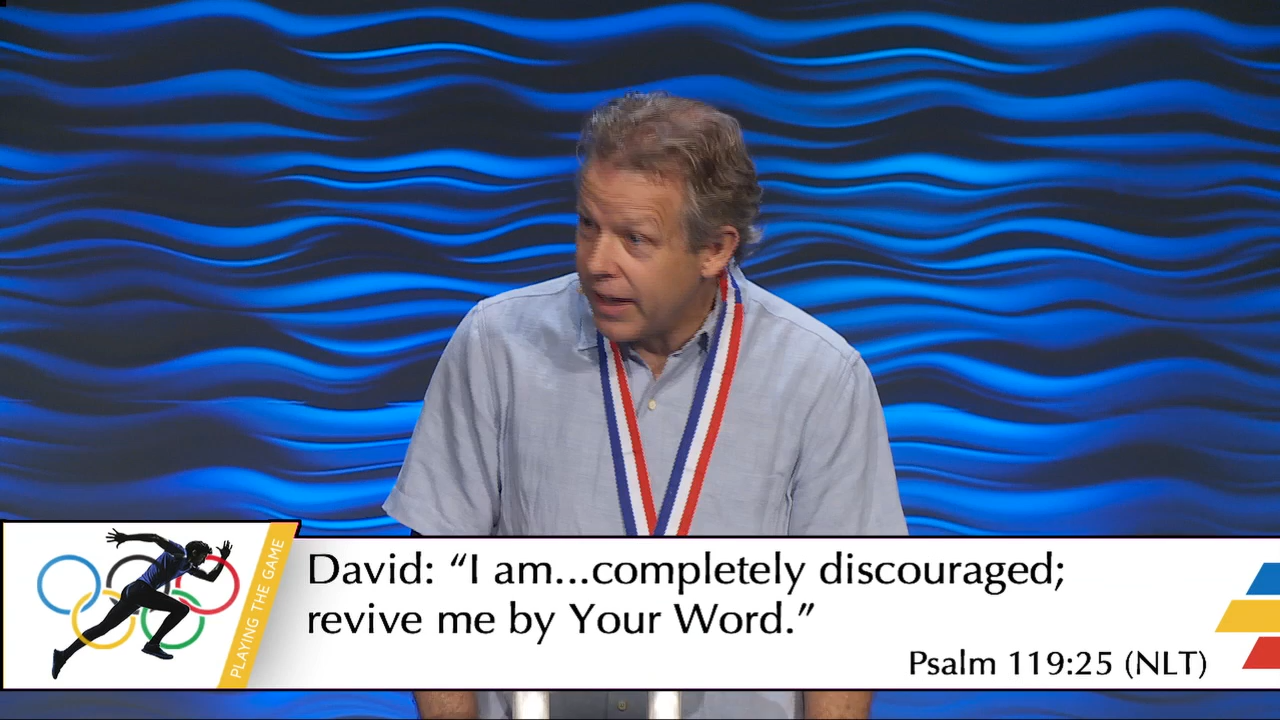 PLAYING THE GAME
David: “I am...completely discouraged;
revive me by Your Word.”
Psalm 119:25 (NLT)